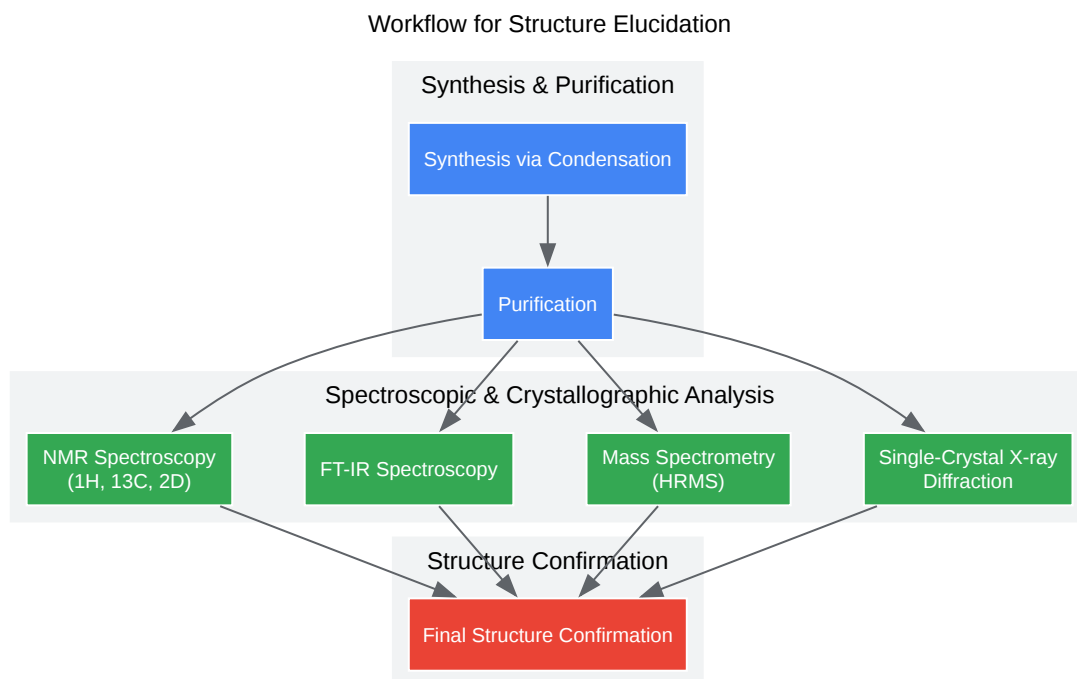 Workflow for Structure Elucidation
Synthesis & Purification
Synthesis via Condensation
Purification
Spectroscopic & Crystallographic Analysis
NMR Spectroscopy
(1H, 13C, 2D)
FT-IR Spectroscopy
Mass Spectrometry
(HRMS)
Single-Crystal X-ray
Diffraction
Structure Confirmation
Final Structure Confirmation